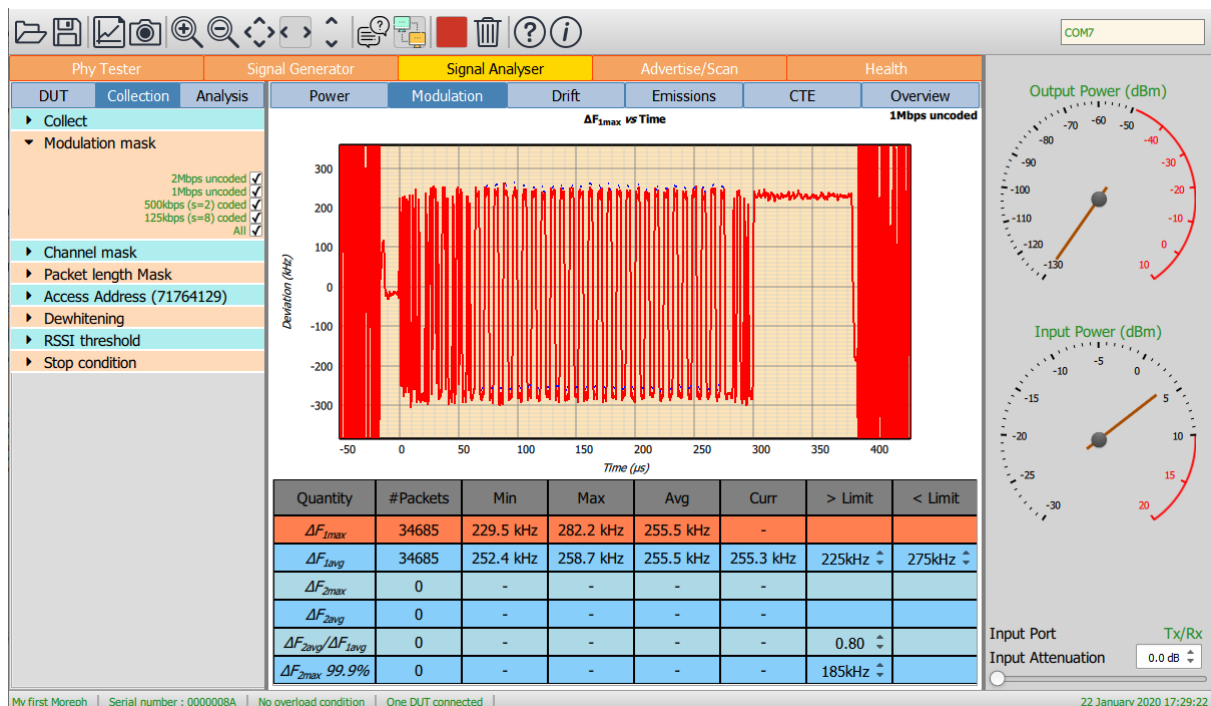 COM7
Phy Tester Signal Generator Signal Analyser Advertise/Scan Health
DUT Collection Analysis
Power Modulation Drift Emissions CTE Overview
Collect
Modulation mask
2Mbps uncoded
1Mbps uncoded
500kbps (s=2) coded
125kbps (s=8) coded
All
Channel mask
Packet length Mask
Access Address (71764129)
Dewhitening
RSSI threshold
Stop condition
ΔF1max vs Time
1Mbps uncoded
Deviation (kHz)
300
200
100
0
-100
-200
-300
-50 0 50 100 150 200 250 300 350 400
Time (µs)
Quantity #Packets Min Max Avg Curr > Limit < Limit
ΔF1max 34685 229.5 kHz 282.2 kHz 255.5 kHz -
ΔF1avg 34685 252.4 kHz 258.7 kHz 255.5 kHz 255.3 kHz 225kHz 275kHz
ΔF2max 0 - - - -
ΔF2avg 0 - - - -
ΔF2avg/ΔF1avg 0 - - - - 0.80
ΔF2max 99.9% 0 - - - - 185kHz
Output Power (dBm)
-130 -120 -110 -100 -90 -80 -70 -60 -50 -40 -30 -20 -10 0 10
Input Power (dBm)
-30 -25 -20 -15 -10 -5 0 5 10 15 20
Input Port Tx/Rx
Input Attenuation 0.0 dB
My first Moreph Serial number : 0000008A No overload condition One DUT connected 22 January 2020 17:29:22